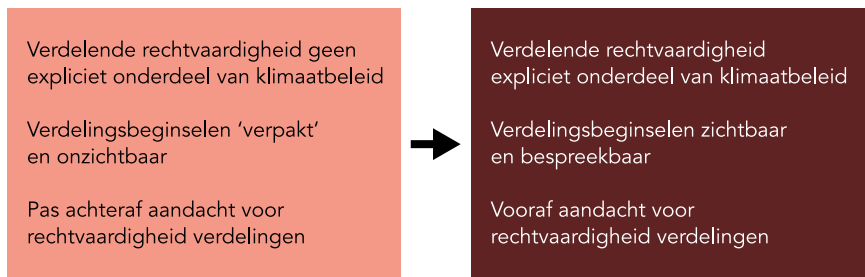 Verdelende rechtvaardigheid geen
expliciet onderdeel van klimaatbeleid
Verdelingsbeginselen ‘verpakt’
en onzichtbaar
Pas achteraf aandacht voor
rechtvaardigheid verdelingen
Verdelende rechtvaardigheid
expliciet onderdeel van klimaatbeleid
Verdelingsbeginselen zichtbaar
en bespreekbaar
Vooraf aandacht voor
rechtvaardigheid verdelingen